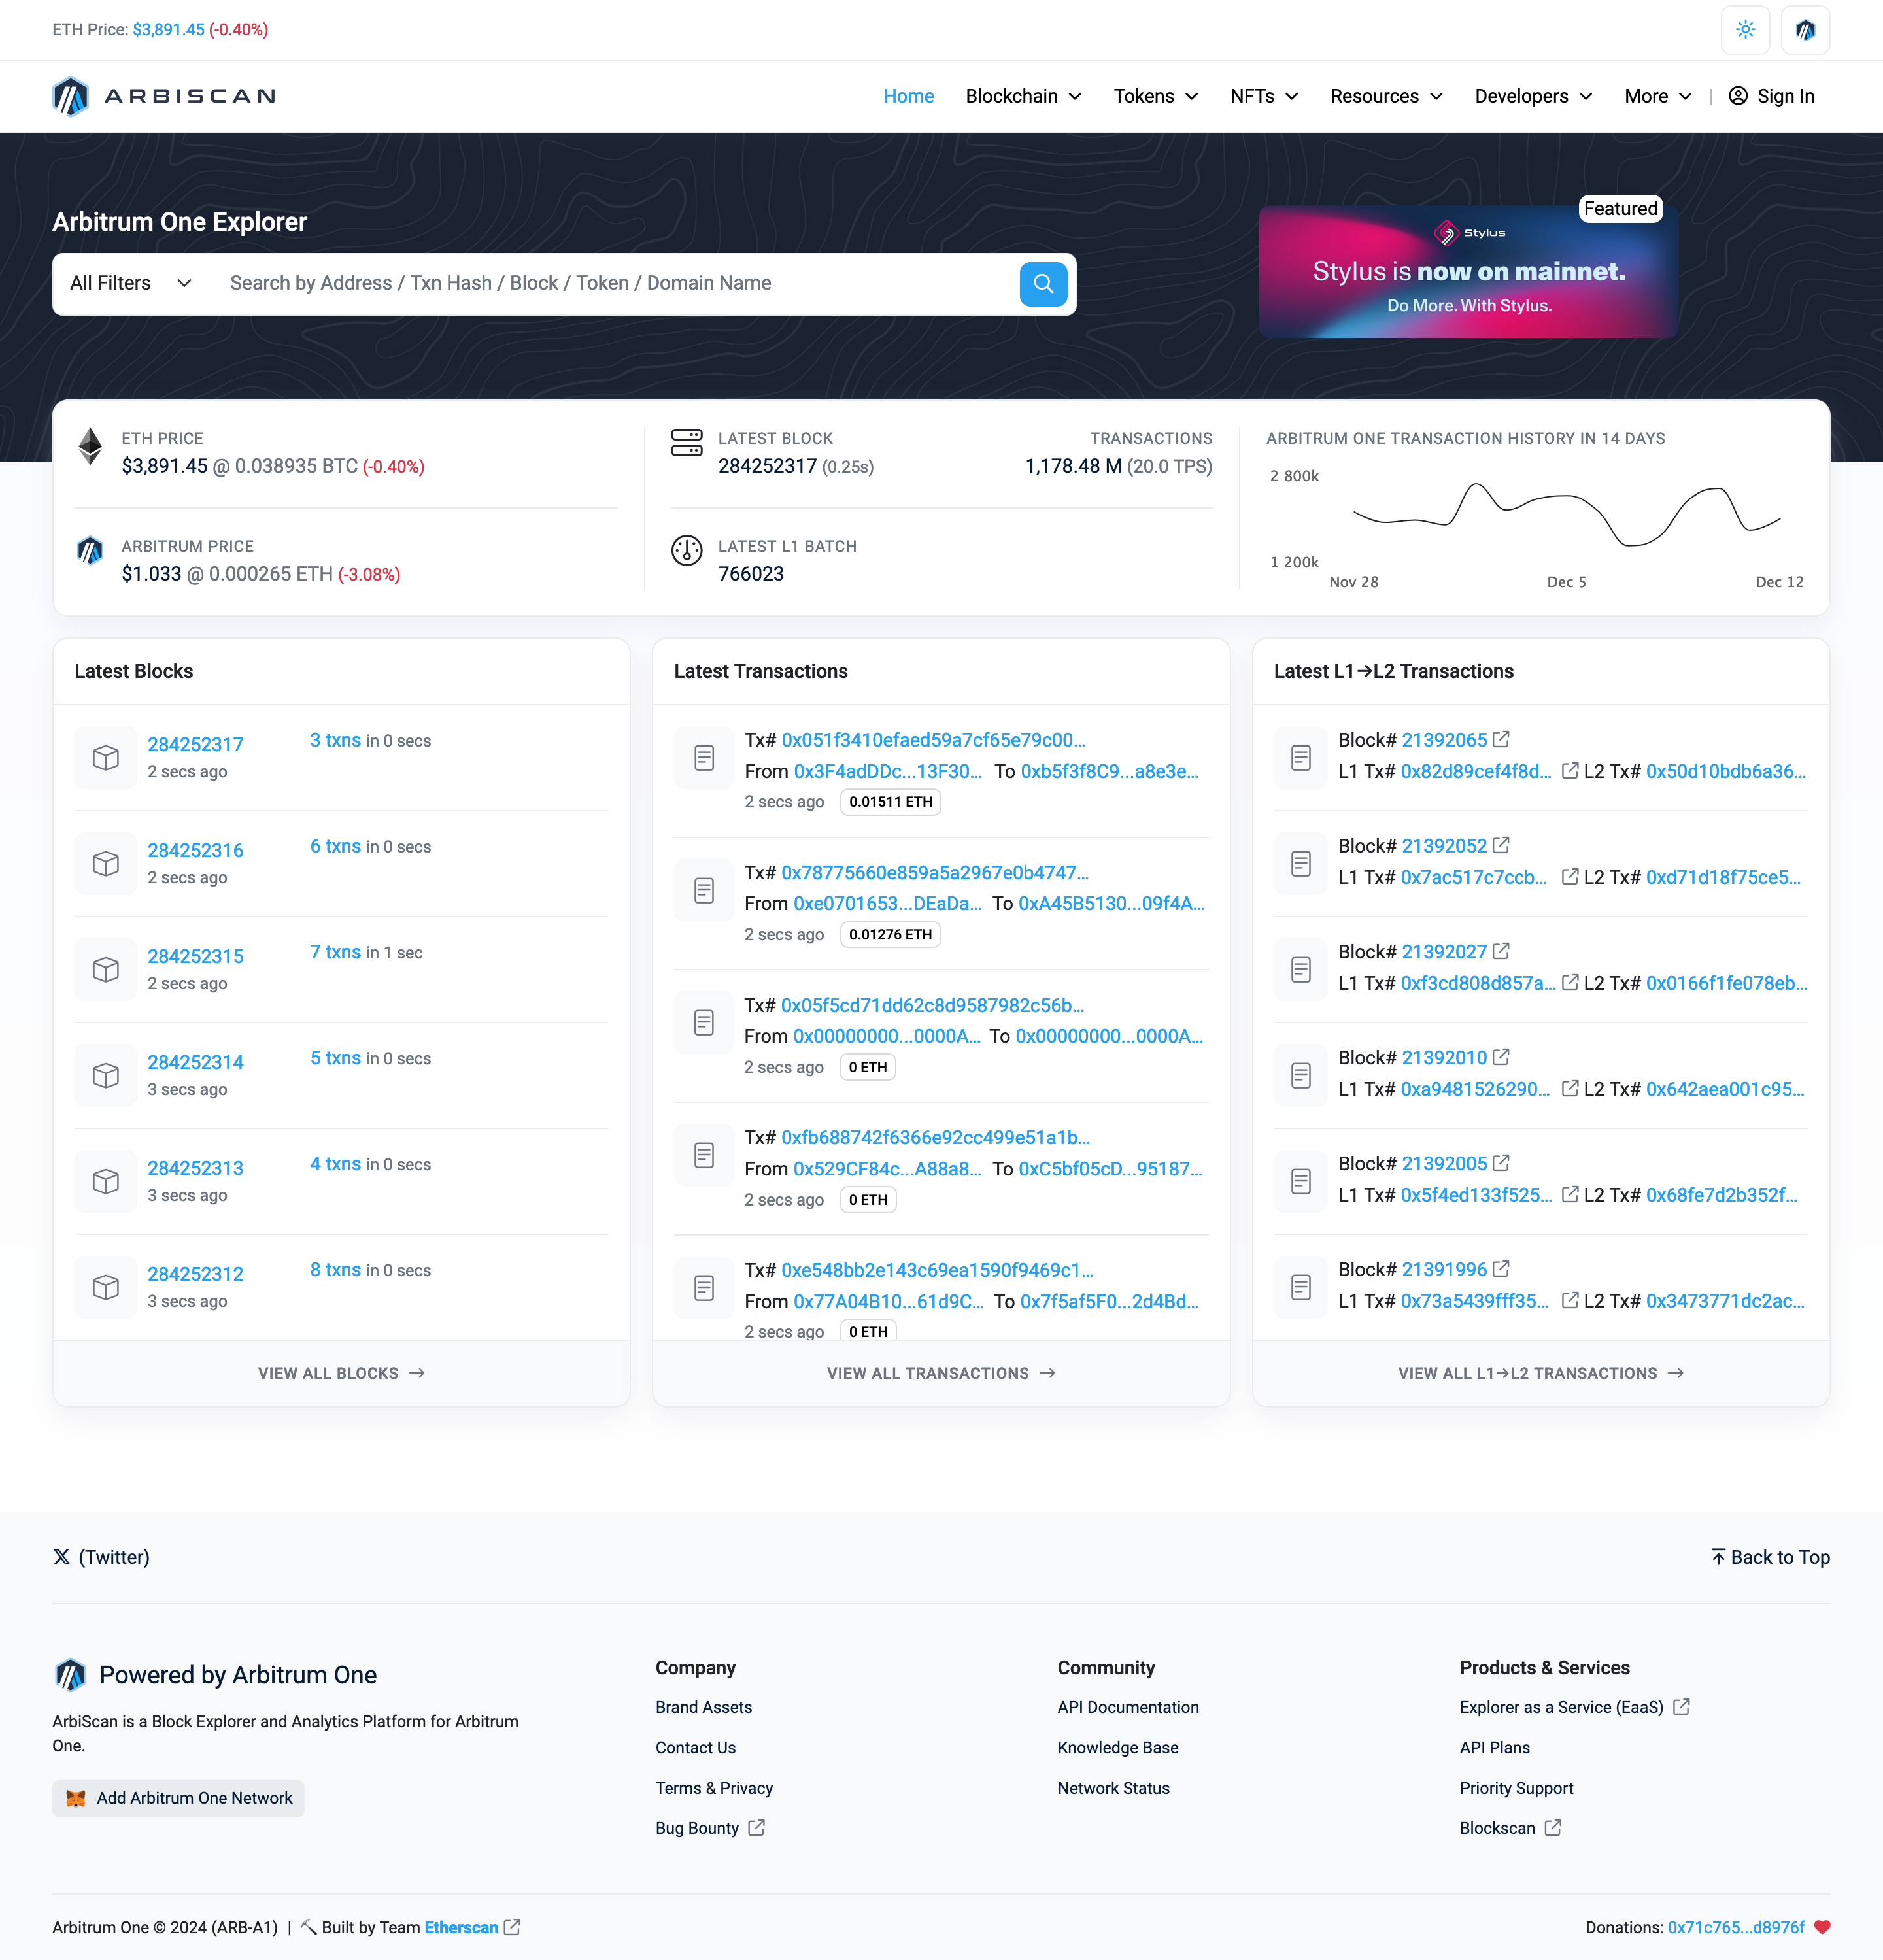 ETH Price: $3,891.45 (-0.40%)
ARBISCAN
Home Blockchain Tokens NFTs Resources Developers More | Sign In
Arbitrum One Explorer
All Filters Search by Address / Txn Hash / Block / Token / Domain Name
Featured
Stylus
Stylus is now on mainnet.
Do More. With Stylus.
ETH PRICE
$3,891.45 @ 0.038935 BTC (-0.40%)
ARBITRUM PRICE
$1.033 @ 0.000265 ETH (-3.08%)
LATEST BLOCK
284252317 (0.25s)
TRANSACTIONS
1,178.48 M (20.0 TPS)
LATEST L1 BATCH
766023
ARBITRUM ONE TRANSACTION HISTORY IN 14 DAYS
2 800k
1 200k
Nov 28 Dec 5 Dec 12
Latest Blocks
284252317 3 txns in 0 secs
2 secs ago
284252316 6 txns in 0 secs
2 secs ago
284252315 7 txns in 1 sec
2 secs ago
284252314 5 txns in 0 secs
3 secs ago
284252313 4 txns in 0 secs
3 secs ago
284252312 8 txns in 0 secs
3 secs ago
VIEW ALL BLOCKS →
Latest Transactions
Tx# 0x051f3410efaed59a7cf65e79c00...
From 0x3F4adDDc...13F30... To 0xb5f3f8C9...a8e3e...
2 secs ago 0.01511 ETH
Tx# 0x78775660e859a5a2967e0b4747...
From 0xe0701653...DEaDa... To 0xA45B5130...09f4A...
2 secs ago 0.01276 ETH
Tx# 0x05f5cd71dd62c8d9587982c56b...
From 0x00000000...0000A... To 0x00000000...0000A...
2 secs ago 0 ETH
Tx# 0xfb688742f6366e92cc499e51a1b...
From 0x529CF84c...A88a8... To 0xC5bf05cD...95187...
2 secs ago 0 ETH
Tx# 0xe548bb2e143c69ea1590f9469c1...
From 0x77A04B10...61d9C... To 0x7f5af5F0...2d4Bd...
2 secs ago 0 ETH
VIEW ALL TRANSACTIONS →
Latest L1→L2 Transactions
Block# 21392065
L1 Tx# 0x82d89cef4f8d... L2 Tx# 0x50d10bdb6a36...
Block# 21392052
L1 Tx# 0x7ac517c7ccb... L2 Tx# 0xd71d18f75ce5...
Block# 21392027
L1 Tx# 0xf3cd808d857a... L2 Tx# 0x0166f1fe078eb...
Block# 21392010
L1 Tx# 0xa9481526290... L2 Tx# 0x642aea001c95...
Block# 21392005
L1 Tx# 0x5f4ed133f525... L2 Tx# 0x68fe7d2b352f...
Block# 21391996
L1 Tx# 0x73a5439fff35... L2 Tx# 0x3473771dc2ac...
VIEW ALL L1→L2 TRANSACTIONS →
X (Twitter)
Back to Top
Powered by Arbitrum One
ArbiScan is a Block Explorer and Analytics Platform for Arbitrum
One.
Add Arbitrum One Network
Company
Brand Assets
Contact Us
Terms & Privacy
Bug Bounty
Community
API Documentation
Knowledge Base
Network Status
Products & Services
Explorer as a Service (EaaS)
API Plans
Priority Support
Blockscan
Arbitrum One © 2024 (ARB-A1) | Built by Team Etherscan
Donations: 0x71c765...d8976f